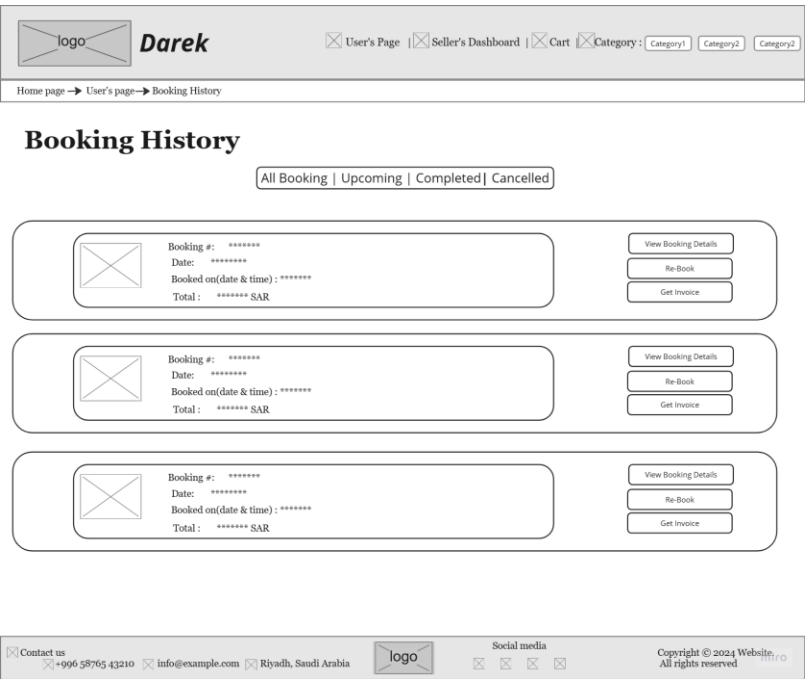 logo
Darek
User's Page | Seller's Dashboard | Cart | Category : Category1 Category2 Category2
Home page → User's page → Booking History
Booking History
All Booking | Upcoming | Completed | Cancelled
Booking #: *******
Date: ********
Booked on(date & time) : *******
Total : ******* SAR
View Booking Details
Re-Book
Get Invoice
Booking #: *******
Date: ********
Booked on(date & time) : *******
Total : ******* SAR
View Booking Details
Re-Book
Get Invoice
Booking #: *******
Date: ********
Booked on(date & time) : *******
Total : ******* SAR
View Booking Details
Re-Book
Get Invoice
Contact us
+996 58765 43210 info@example.com Riyadh, Saudi Arabia
logo
Social media
Copyright © 2024 Website.
All rights reserved
miro